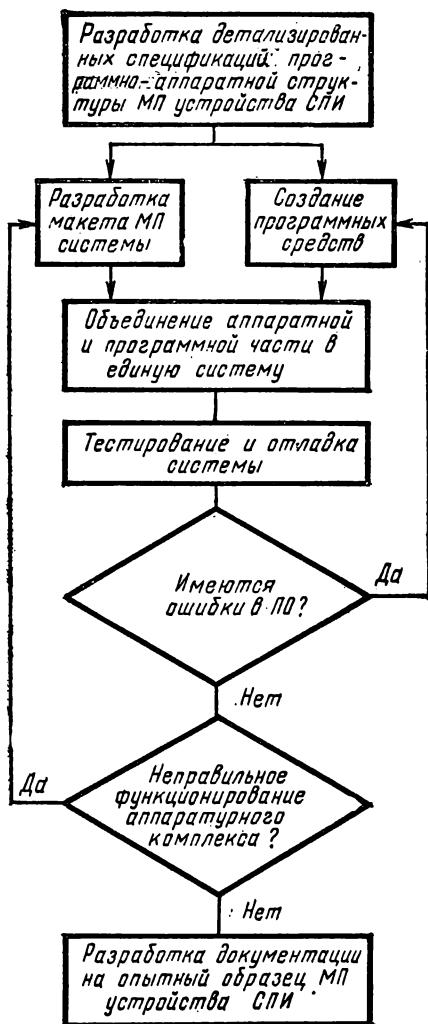 Разработка детализирован-
ных спецификаций прог-
раммно-аппаратной струк-
туры МП устройства СПИ
Разработка
макета МП
системы
Создание
программных
средств
Объединение аппаратной
и программной части в
единую систему
Тестирование и отладка
системы
Имеются
ошибки в ПО?
Да
Нет
Да
Неправильное
функционирование
аппаратурного
комплекса?
Нет
Разработка документации
на опытный образец МП
устройства СПИ